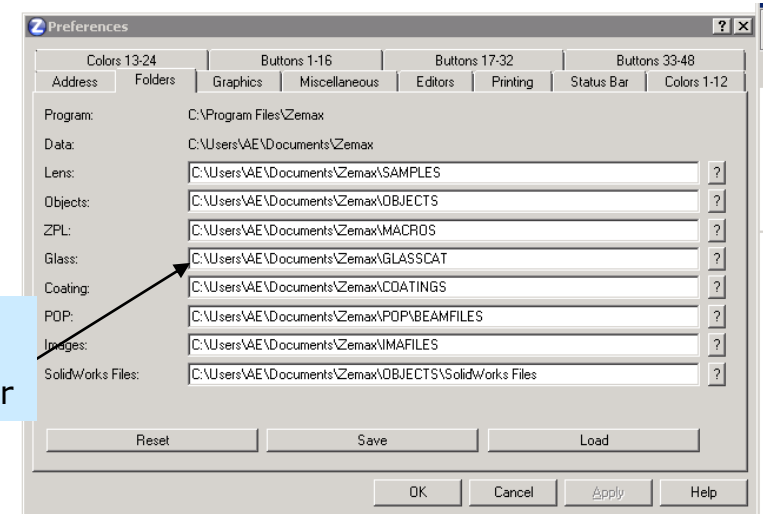 Preferences
Colors 13-24 Buttons 1-16 Buttons 17-32 Buttons 33-48
Address Folders Graphics Miscellaneous Editors Printing Status Bar Colors 1-12
Program: C:\Program Files\Zemax
Data: C:\Users\AE\Documents\Zemax
Lens: C:\Users\AE\Documents\Zemax\SAMPLES ?
Objects: C:\Users\AE\Documents\Zemax\OBJECTS ?
ZPL: C:\Users\AE\Documents\Zemax\MACROS ?
Glass: C:\Users\AE\Documents\Zemax\GLASSCAT ?
Coating: C:\Users\AE\Documents\Zemax\COATINGS ?
POP: C:\Users\AE\Documents\Zemax\POP\BEAMFILES ?
Images: C:\Users\AE\Documents\Zemax\IMAFILES ?
SolidWorks Files: C:\Users\AE\Documents\Zemax\OBJECTS\SolidWorks Files ?
r
Reset Save Load
OK Cancel Apply Help